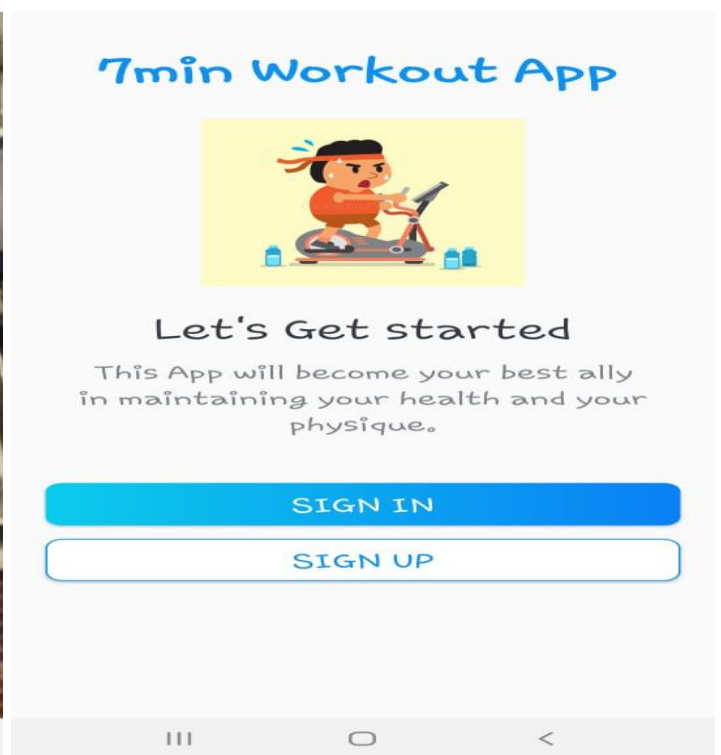 7min Workout App
Let's Get started
This App will become your best ally
in maintaining your health and your
physique.
SIGN IN
SIGN UP